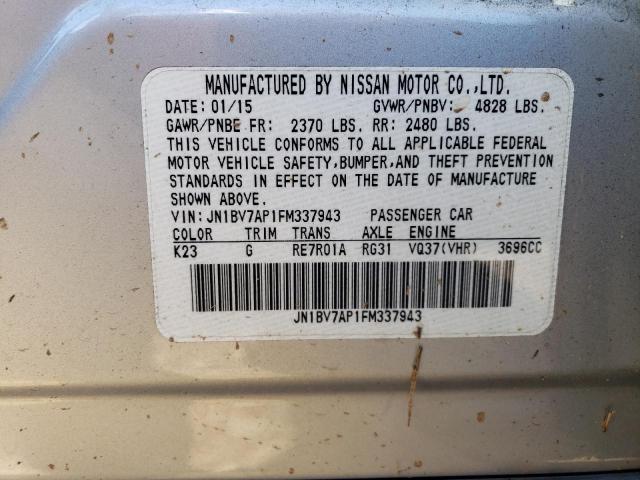 MANUFACTURED BY NISSAN MOTOR CO.,LTD.
DATE: 01/15 GVWR/PNBV: 4828 LBS.
GAWR/PNBE FR: 2370 LBS. RR: 2480 LBS.
THIS VEHICLE CONFORMS TO ALL APPLICABLE FEDERAL
MOTOR VEHICLE SAFETY,BUMPER,AND THEFT PREVENTION
STANDARDS IN EFFECT ON THE DATE OF MANUFACTURE
SHOWN ABOVE.
VIN: JN1BV7AP1FM337943 PASSENGER CAR
COLOR TRIM TRANS AXLE ENGINE
K23 G RE7R01A RG31 VQ37(VHR) 3696CC
JN1BV7AP1FM337943